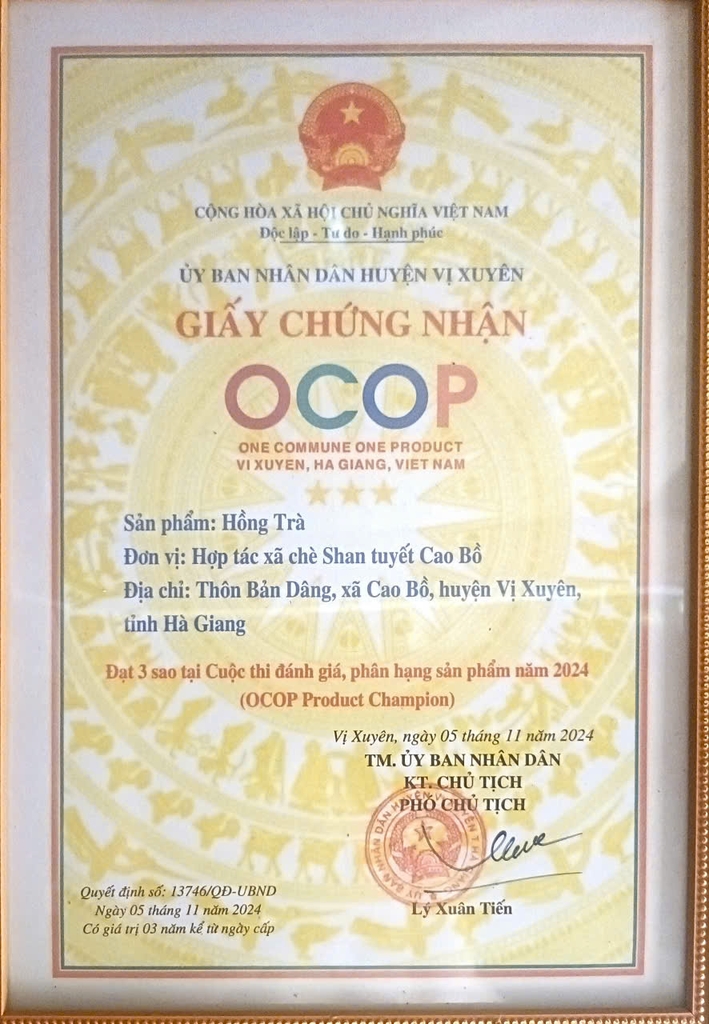 CỘNG HÒA XÃ HỘI CHỦ NGHĨA VIỆT NAM
Độc lập - Tự do - Hạnh phúc
ỦY BAN NHÂN DÂN HUYỆN VỊ XUYÊN
GIẤY CHỨNG NHẬN
OCOP
ONE COMMUNE ONE PRODUCT
VI XUYEN, HA GIANG, VIET NAM
Sản phẩm: Hồng Trà
Đơn vị: Hợp tác xã chè Shan tuyết Cao Bồ
Địa chỉ: Thôn Bản Dâng, xã Cao Bồ, huyện Vị Xuyên,
tỉnh Hà Giang
Đạt 3 sao tại Cuộc thi đánh giá, phân hạng sản phẩm năm 2024
(OCOP Product Champion)
Vị Xuyên, ngày 05 tháng 11 năm 2024
TM. ỦY BAN NHÂN DÂN
KT. CHỦ TỊCH
PHÓ CHỦ TỊCH
Lý Xuân Tiến
Quyết định số: 13746/QĐ-UBND
Ngày 05 tháng 11 năm 2024
Có giá trị 03 năm kể từ ngày cấp